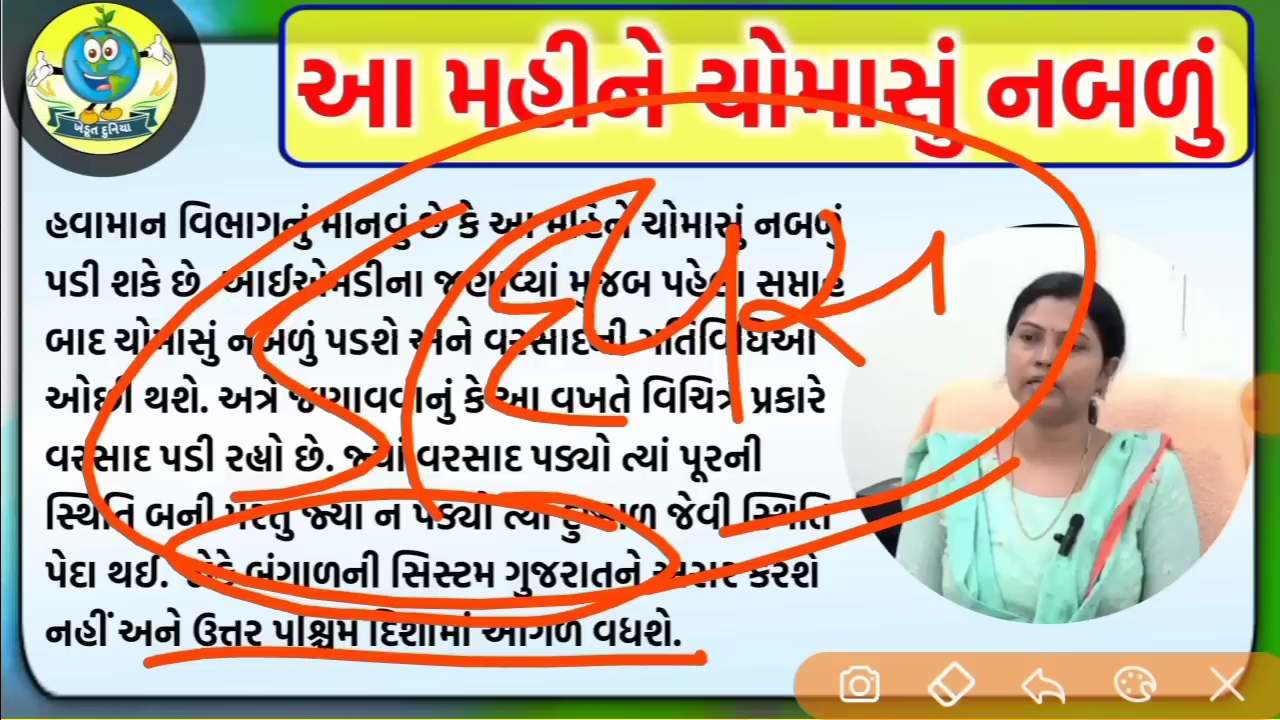 ખેડૂત દુનિયા
આ મહીને ચોમાસું નબળું
હવામાન વિભાગનું માનવું છે કે આ મહિને ચોમાસું નબળું
પડી શકે છે. આઈએમડીના જણાવ્યાં મુજબ પહેલા સપ્તાહ
બાદ ચોમાસું નબળું પડશે અને વરસાદની ગતિવિધિઓ
ઓછી થશે. અત્રે જણાવવાનું કે આ વખતે વિચિત્ર પ્રકારે
વરસાદ પડી રહ્યો છે. જ્યાં વરસાદ પડ્યો ત્યાં પૂરની
સ્થિતિ બની પરંતુ જ્યાં ન પડ્યો ત્યાં દુષ્કાળ જેવી સ્થિતિ
પેદા થઈ. જોકે બંગાળની સિસ્ટમ ગુજરાતને અસર કરશે
નહીં અને ઉત્તર પશ્ચિમ દિશામાં આગળ વધશે.